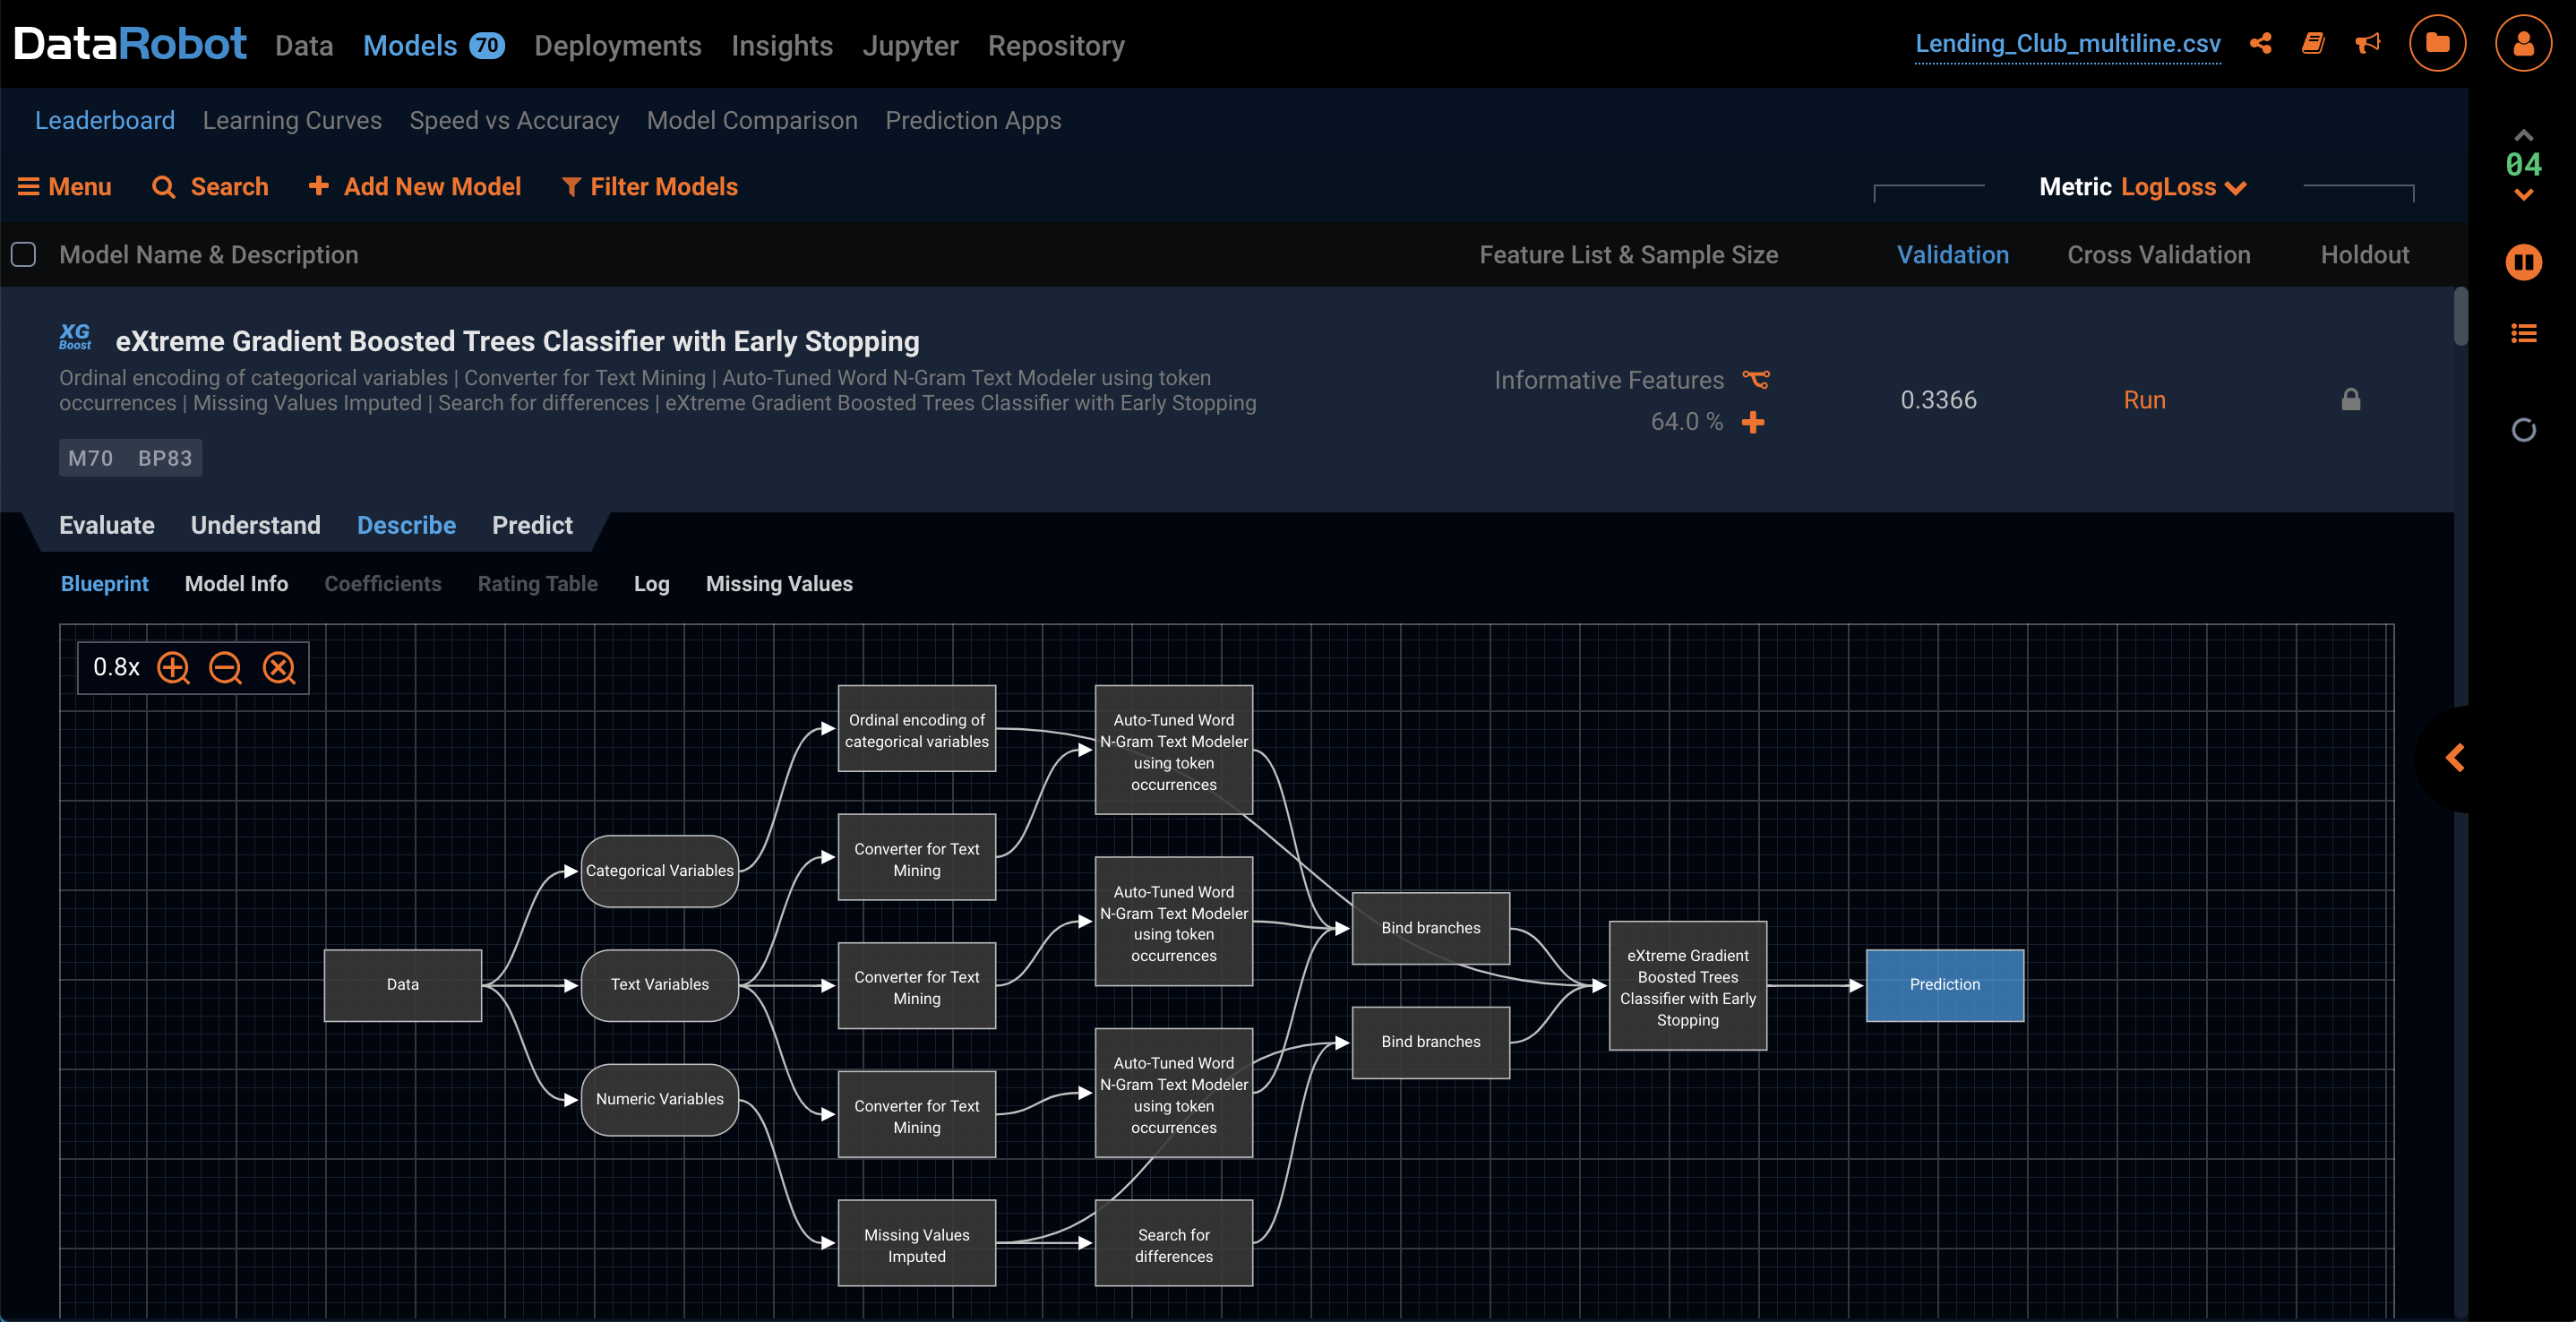 DataRobot Data Models 70 Deployments Insights Jupyter Repository Lending_Club_multiline.csv
Leaderboard Learning Curves Speed vs Accuracy Model Comparison Prediction Apps
04
Menu Search Add New Model Filter Models Metric LogLoss
Model Name & Description Feature List & Sample Size Validation Cross Validation Holdout
XG
Boost
eXtreme Gradient Boosted Trees Classifier with Early Stopping
Ordinal encoding of categorical variables | Converter for Text Mining | Auto-Tuned Word N-Gram Text Modeler using token
occurrences | Missing Values Imputed | Search for differences | eXtreme Gradient Boosted Trees Classifier with Early Stopping
Informative Features
64.0 %
0.3366
Run
M70 BP83
Evaluate Understand Describe Predict
Blueprint Model Info Coefficients Rating Table Log Missing Values
0.8x
Data
Categorical Variables
Text Variables
Numeric Variables
Ordinal encoding of
categorical variables
Converter for Text
Mining
Converter for Text
Mining
Converter for Text
Mining
Missing Values
Imputed
Auto-Tuned Word
N-Gram Text Modeler
using token
occurrences
Auto-Tuned Word
N-Gram Text Modeler
using token
occurrences
Auto-Tuned Word
N-Gram Text Modeler
using token
occurrences
Search for
differences
Bind branches
Bind branches
eXtreme Gradient
Boosted Trees
Classifier with Early
Stopping
Prediction